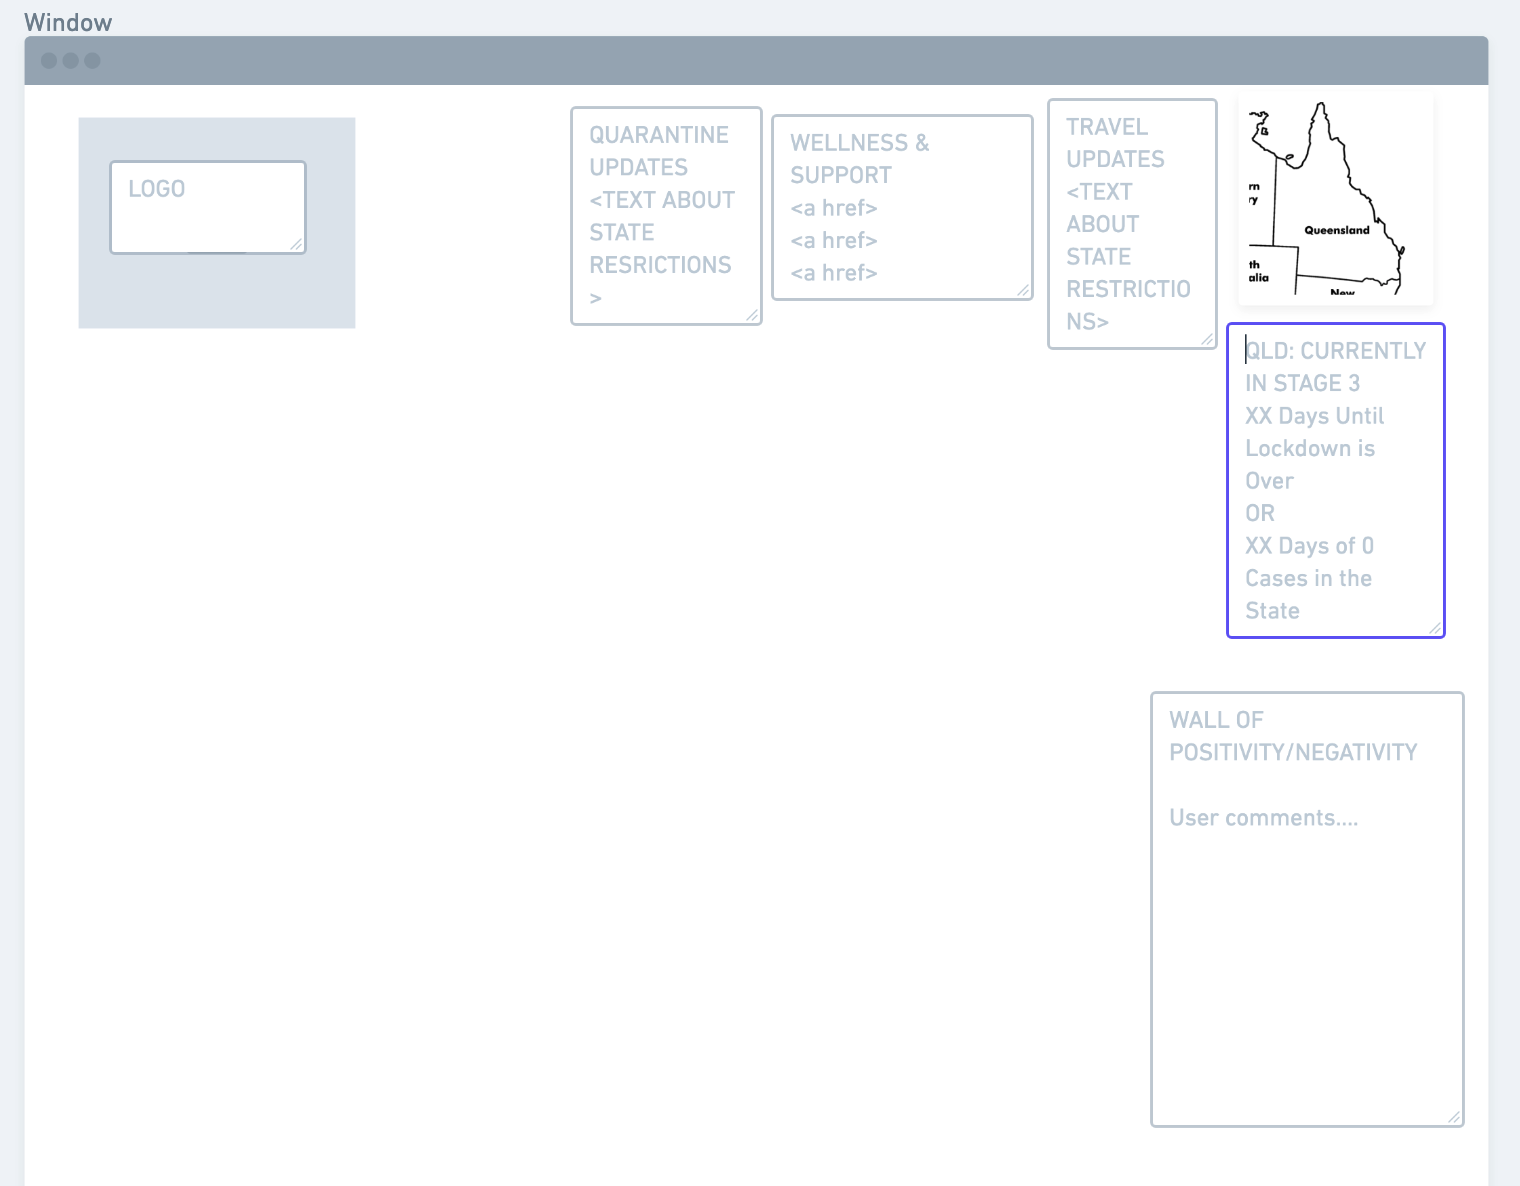 Window
LOGO
QUARANTINE
UPDATES
<TEXT ABOUT
STATE
RESRICTIONS
>
WELLNESS &
SUPPORT
<a href>
<a href>
<a href>
TRAVEL
UPDATES
<TEXT
ABOUT
STATE
RESTRICTIO
NS>
rn
ry
Queensland
th
alia
New
QLD: CURRENTLY
IN STAGE 3
XX Days Until
Lockdown is
Over
OR
XX Days of 0
Cases in the
State
WALL OF
POSITIVITY/NEGATIVITY
User comments....